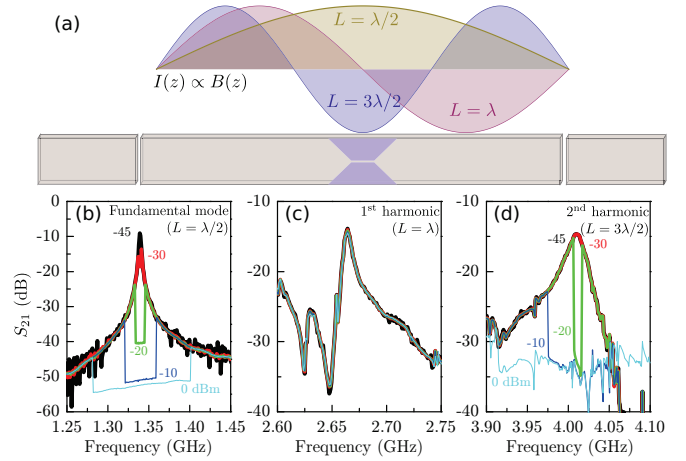 (a)
L = λ/2
I(z) ∝ B(z)
L = 3λ/2
L = λ
(b)
Fundamental mode
(L = λ/2)
-45
-30
-20
-10
0 dBm
0
-10
-20
-30
-40
-50
-60
S₂₁ (dB)
1.25 1.30 1.35 1.40 1.45
Frequency (GHz)
(c)
1st harmonic
(L = λ)
-10
-20
-30
-40
2.60 2.65 2.70 2.75
Frequency (GHz)
(d)
2nd harmonic
(L = 3λ/2)
-45
-30
-20
-10
0 dBm
-10
-20
-30
-40
3.90 3.95 4.00 4.05 4.10
Frequency (GHz)